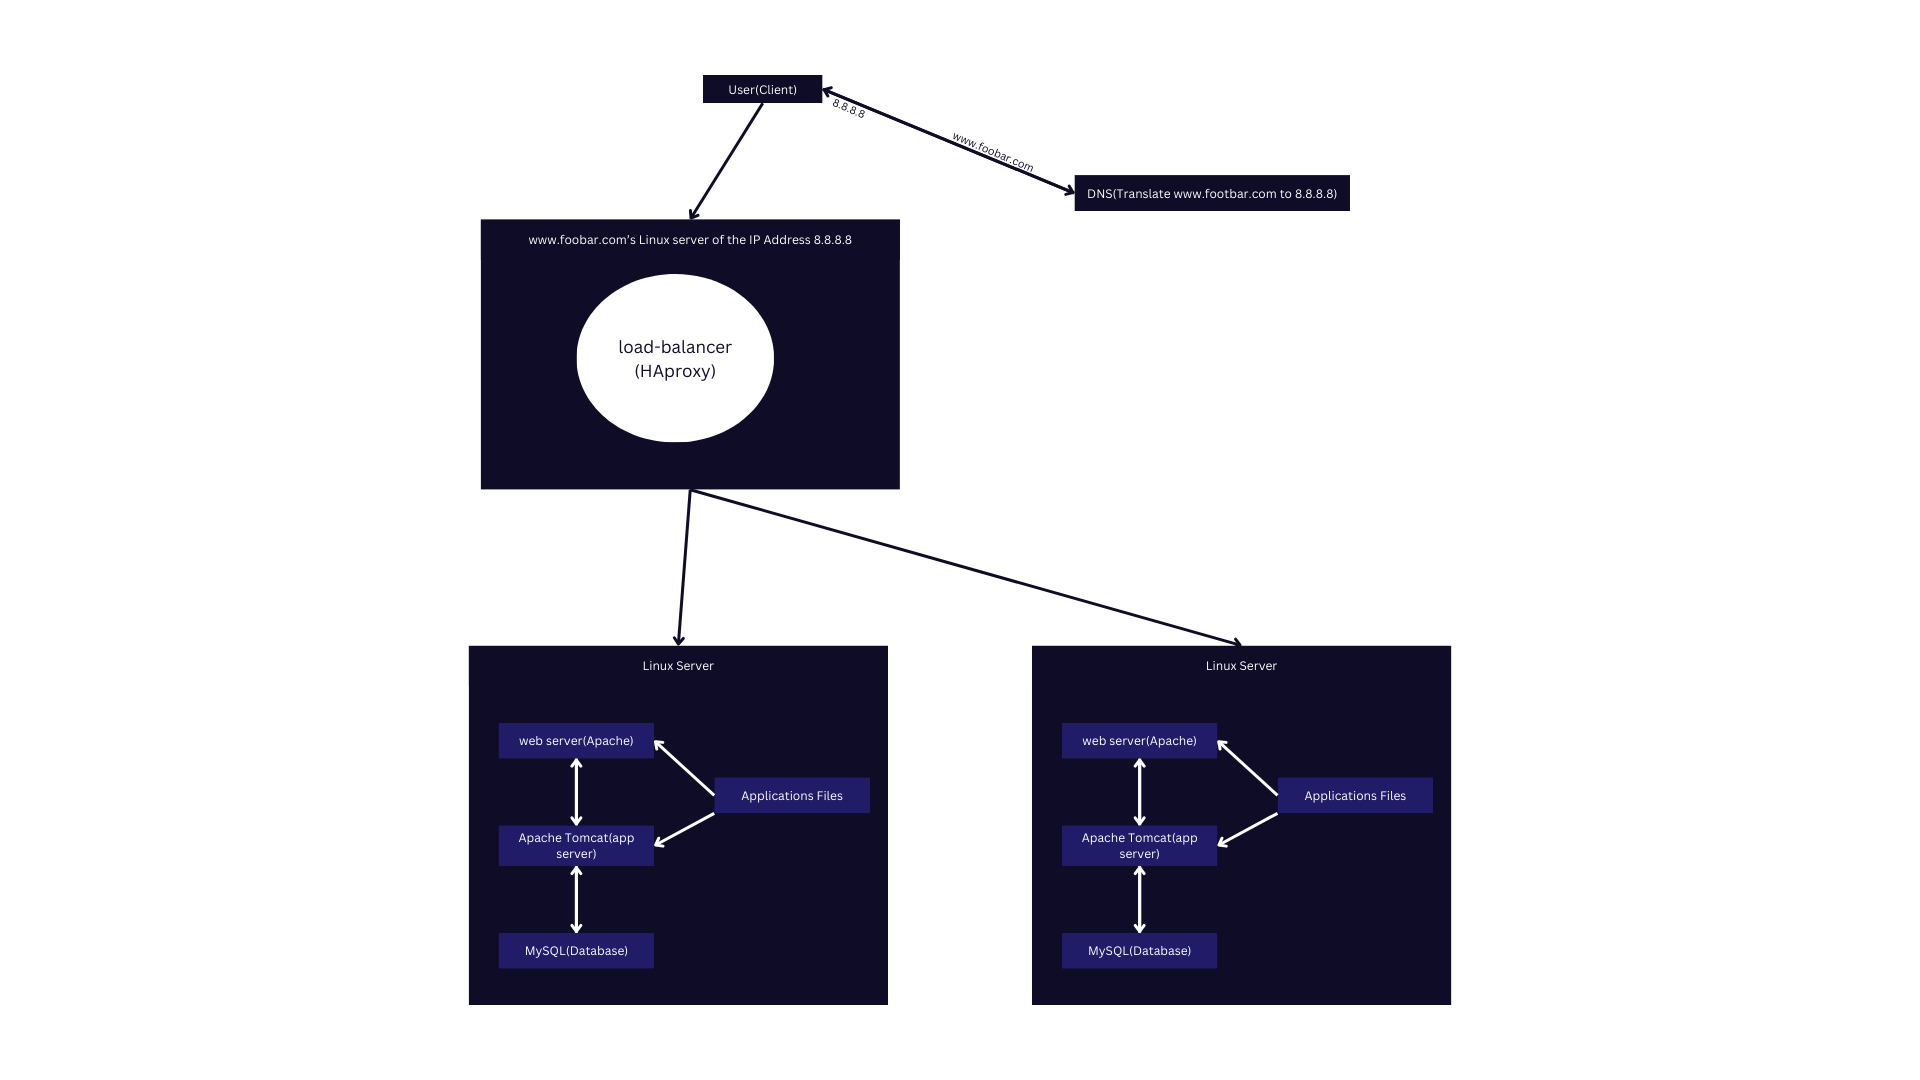 User(Client)
8.8.8.8
www.foobar.com
DNS(Translate www.footbar.com to 8.8.8.8)
www.foobar.com's Linux server of the IP Address 8.8.8.8
load-balancer
(HAproxy)
Linux Server
web server(Apache)
Applications Files
Apache Tomcat(app
server)
MySQL(Database)
Linux Server
web server(Apache)
Applications Files
Apache Tomcat(app
server)
MySQL(Database)